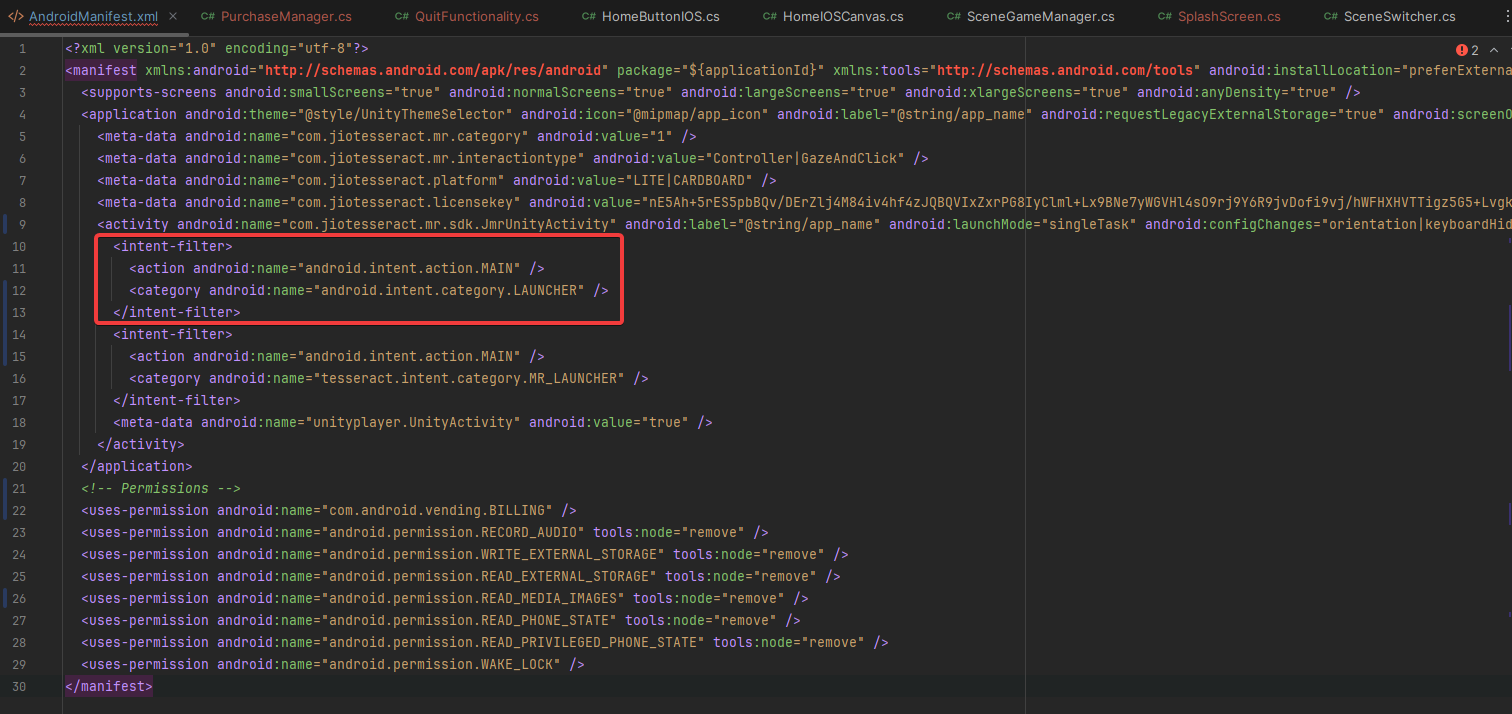 AndroidManifest.xml × C# PurchaseManager.cs C# QuitFunctionality.cs C# HomeButtonIOS.cs C# HomeIOSCanvas.cs C# SceneGameManager.cs C# SplashScreen.cs C# SceneSwitcher.cs
2
1 <?xml version="1.0" encoding="utf-8"?>
2 <manifest xmlns:android="http://schemas.android.com/apk/res/android" package="${applicationId}" xmlns:tools="http://schemas.android.com/tools" android:installLocation="preferExterna
3 <supports-screens android:smallScreens="true" android:normalScreens="true" android:largeScreens="true" android:xlargeScreens="true" android:anyDensity="true" />
4 <application android:theme="@style/UnityThemeSelector" android:icon="@mipmap/app_icon" android:label="@string/app_name" android:requestLegacyExternalStorage="true" android:screenO
5 <meta-data android:name="com.jiotesseract.mr.category" android:value="1" />
6 <meta-data android:name="com.jiotesseract.mr.interactiontype" android:value="Controller|GazeAndClick" />
7 <meta-data android:name="com.jiotesseract.platform" android:value="LITE|CARDBOARD" />
8 <meta-data android:name="com.jiotesseract.licensekey" android:value="
9 <activity android:name="com.jiotesseract.mr.sdk.JmrUnityActivity" android:label="@string/app_name" android:launchMode="singleTask" android:configChanges="orientation|keyboardHid
10 <intent-filter>
11 <action android:name="android.intent.action.MAIN" />
12 <category android:name="android.intent.category.LAUNCHER" />
13 </intent-filter>
14 <intent-filter>
15 <action android:name="android.intent.action.MAIN" />
16 <category android:name="tesseract.intent.category.MR_LAUNCHER" />
17 </intent-filter>
18 <meta-data android:name="unityplayer.UnityActivity" android:value="true" />
19 </activity>
20 </application>
21 <!-- Permissions -->
22 <uses-permission android:name="com.android.vending.BILLING" />
23 <uses-permission android:name="android.permission.RECORD_AUDIO" tools:node="remove" />
24 <uses-permission android:name="android.permission.WRITE_EXTERNAL_STORAGE" tools:node="remove" />
25 <uses-permission android:name="android.permission.READ_EXTERNAL_STORAGE" tools:node="remove" />
26 <uses-permission android:name="android.permission.READ_MEDIA_IMAGES" tools:node="remove" />
27 <uses-permission android:name="android.permission.READ_PHONE_STATE" tools:node="remove" />
28 <uses-permission android:name="android.permission.READ_PRIVILEGED_PHONE_STATE" tools:node="remove" />
29 <uses-permission android:name="android.permission.WAKE_LOCK" />
30 </manifest>